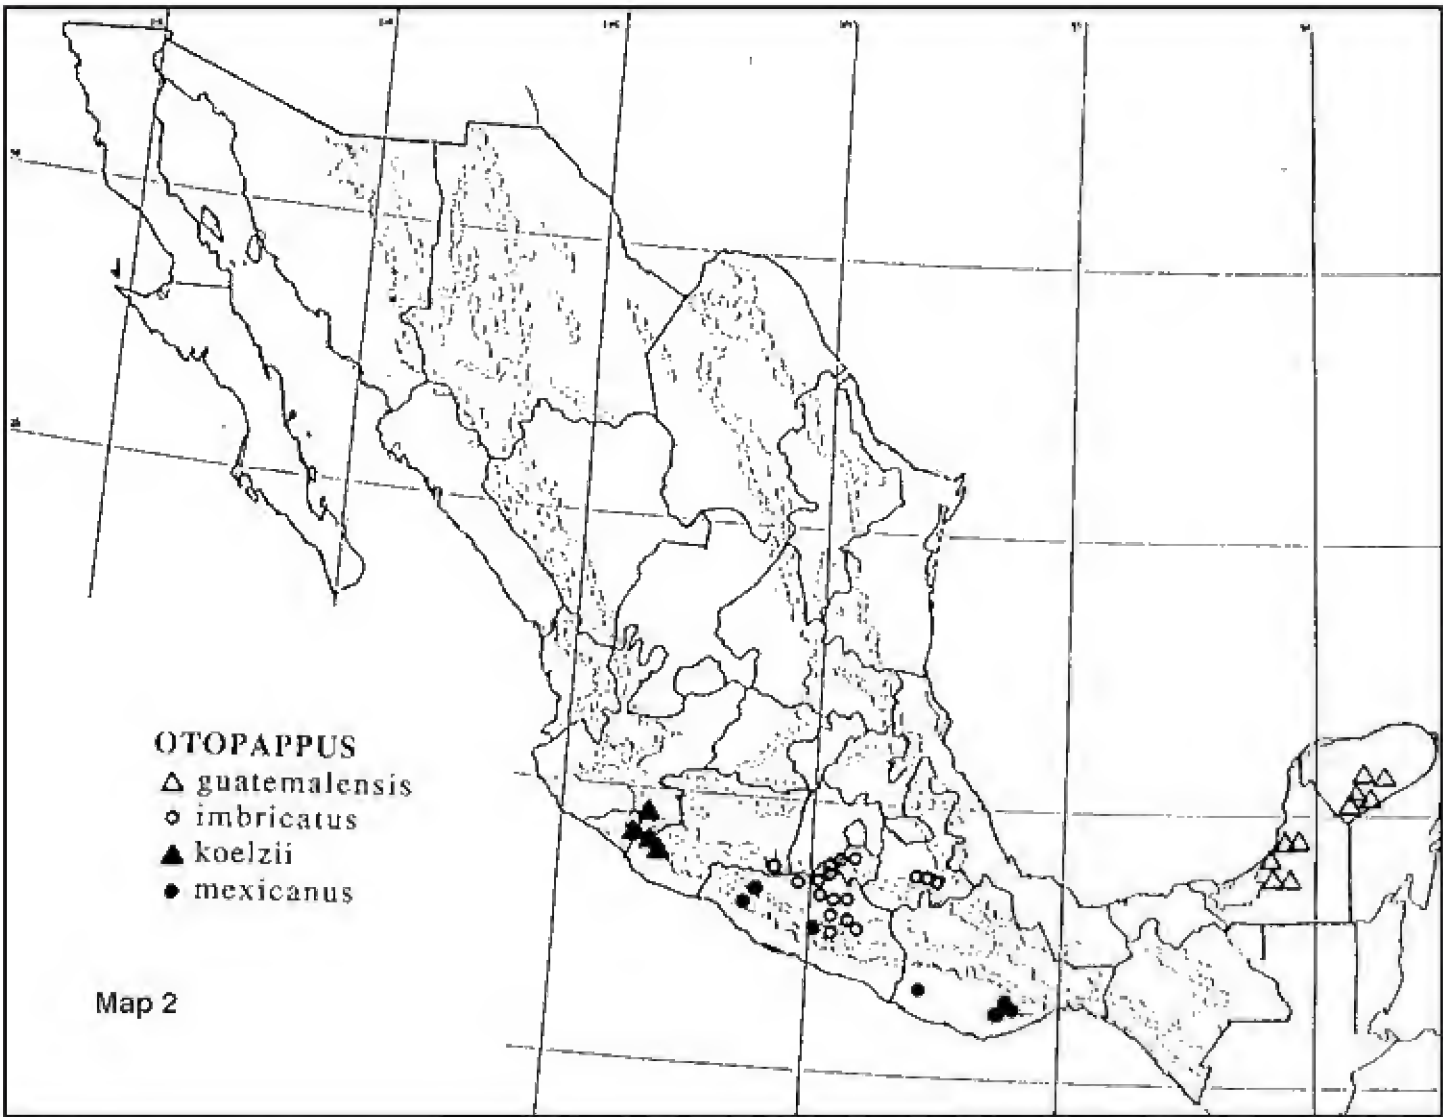 OTOPAPPUS
△ guatemalensis
○ imbricatus
▲ koelzii
● mexicanus
Map 2